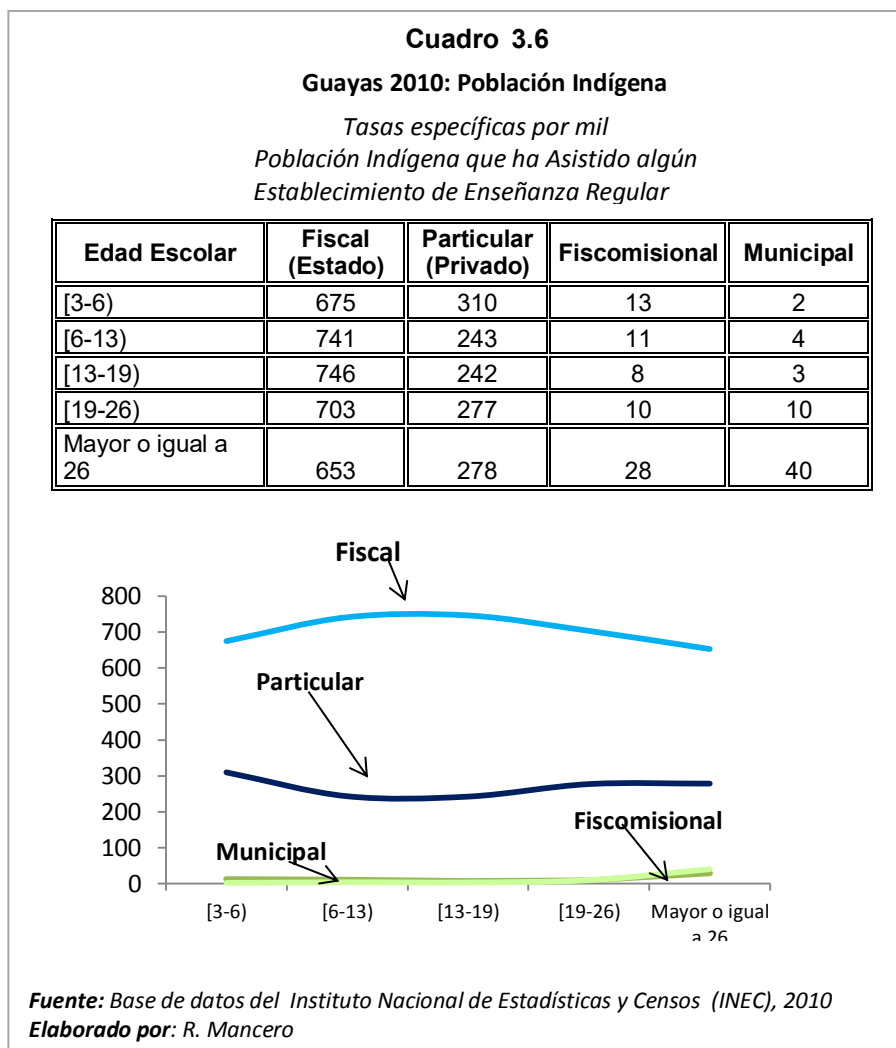 Cuadro 3.6
Guayas 2010: Población Indígena
Tasas específicas por mil
Población Indígena que ha Asistido algún
Establecimiento de Enseñanza Regular
Edad Escolar Fiscal (Estado) Particular (Privado) Fiscomisional Municipal
[3-6) 675 310 13 2
[6-13) 741 243 11 4
[13-19) 746 242 8 3
[19-26) 703 277 10 10
Mayor o igual a 26 653 278 28 40
Fiscal
800
700
600
Particular
500
400
300
200
Fiscomisional
100
Municipal
0
[3-6) [6-13) [13-19) [19-26) Mayor o igual
a 26
Fuente: Base de datos del Instituto Nacional de Estadísticas y Censos (INEC), 2010
Elaborado por: R. Mancero